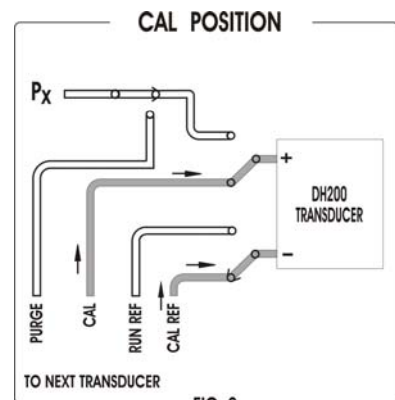 CAL POSITION
Px
+
DH200
TRANSDUCER
−
PURGE
CAL
RUN REF
CAL REF
TO NEXT TRANSDUCER